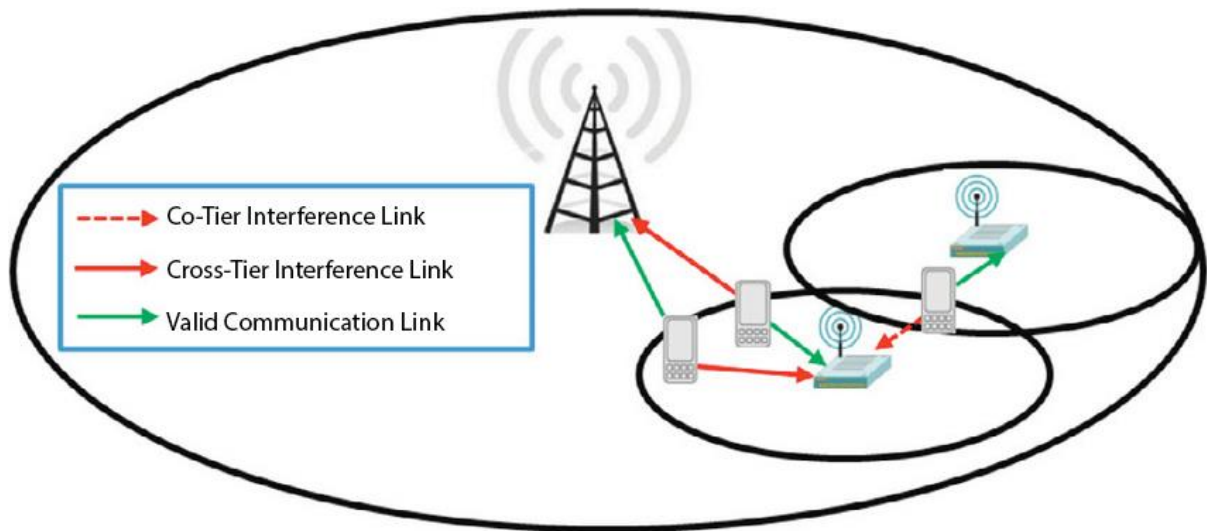 Co-Tier Interference Link
Cross-Tier Interference Link
Valid Communication Link